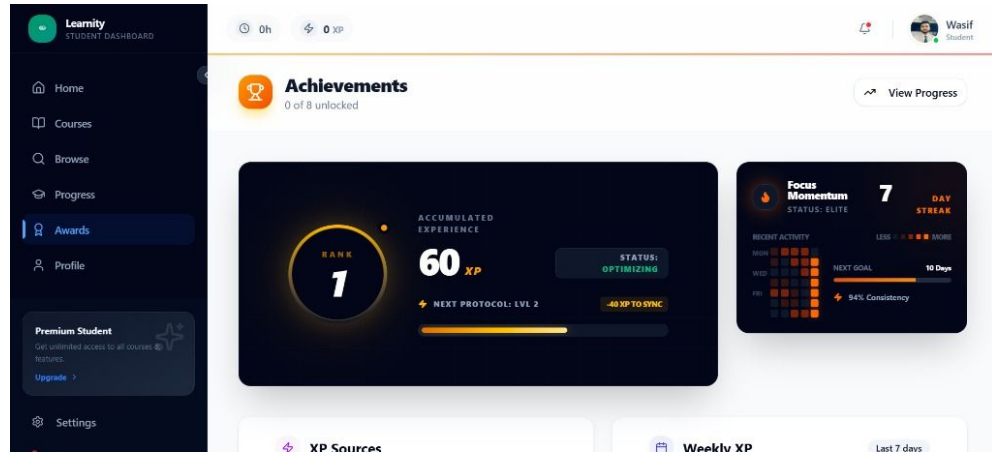 Learnity
STUDENT DASHBOARD
0h
0 XP
Wasif
Student
Home
Courses
Browse
Progress
Awards
Profile
Premium Student
Get unlimited access to all courses &
features.
Upgrade
Settings
Achievements
0 of 8 unlocked
View Progress
RANK
1
ACCUMULATED
EXPERIENCE
60 XP
STATUS:
OPTIMIZING
NEXT PROTOCOL: LVL 2
-40 XP TO SYNC
Focus
Momentum
STATUS: ELITE
7 DAY
STREAK
RECENT ACTIVITY
LESS MORE
MON
WED
FRI
NEXT GOAL 10 Days
94% Consistency
XP Sources
Weekly XP
Last 7 days